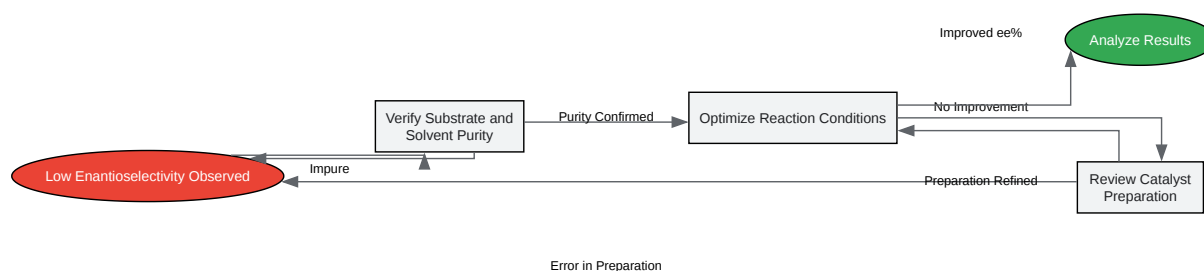 Improved ee%
Analyze Results
Verify Substrate and
Solvent Purity
Purity Confirmed
Optimize Reaction Conditions
No Improvement
Low Enantioselectivity Observed
Impure
Preparation Refined
Review Catalyst
Preparation
Error in Preparation